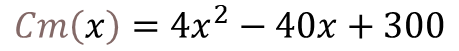 Cm(x) = 4x² − 40x + 300